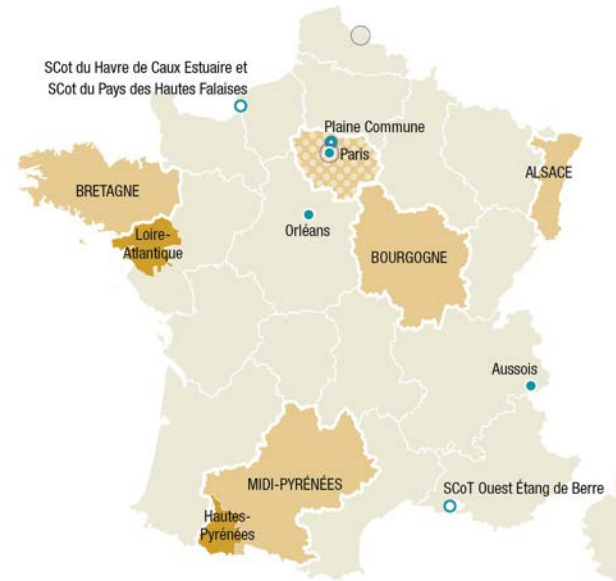 SCot du Havre de Caux Estuaire et
SCot du Pays des Hautes Falaises
Plaine Commune
Paris
ALSACE
BRETAGNE
Loire-
Atlantique
Orléans
BOURGOGNE
Aussois
MIDI-PYRÉNÉES
SCoT Ouest Étang de Berre
Hautes-
Pyrénées